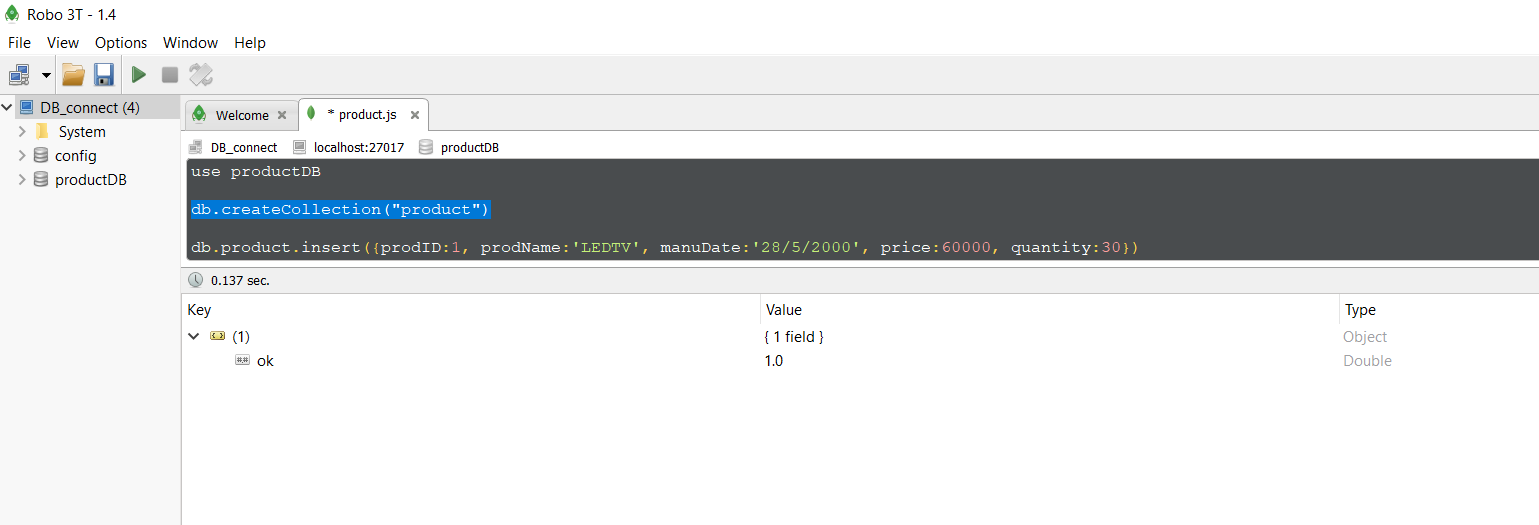 Robo 3T - 1.4
File View Options Window Help
DB_connect (4)
System
config
productDB
Welcome * product.js
DB_connect localhost:27017 productDB
use productDB
db.createCollection("product")
db.product.insert({prodID:1, prodName:'LEDTV', manuDate:'28/5/2000', price:60000, quantity:30})
0.137 sec.
Key Value Type
(1) { 1 field } Object
ok 1.0 Double